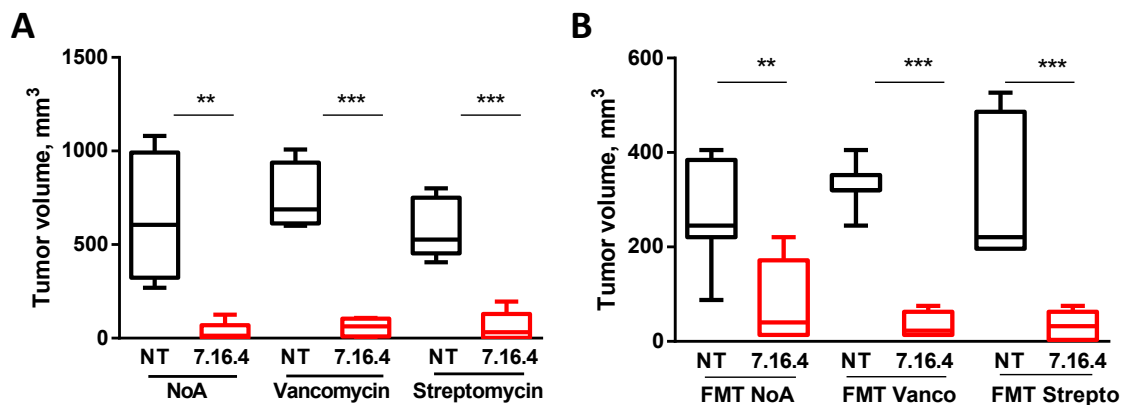 A
Tumor volume, mm³
1500
1000
500
0
** *** ***
NT 7.16.4 NT 7.16.4 NT 7.16.4
NoA Vancomycin Streptomycin
B
Tumor volume, mm³
600
400
200
0
** *** ***
NT 7.16.4 NT 7.16.4 NT 7.16.4
FMT NoA FMT Vanco FMT Strepto